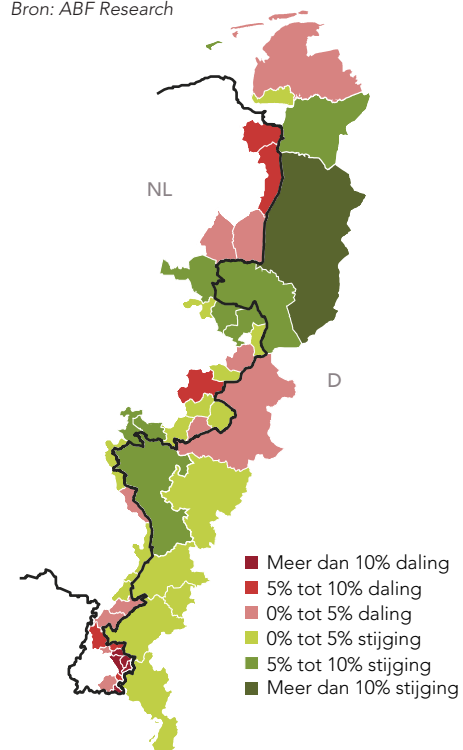 Bron: ABF Research
NL
D
Meer dan 10% daling
5% tot 10% daling
0% tot 5% daling
0% tot 5% stijging
5% tot 10% stijging
Meer dan 10% stijging